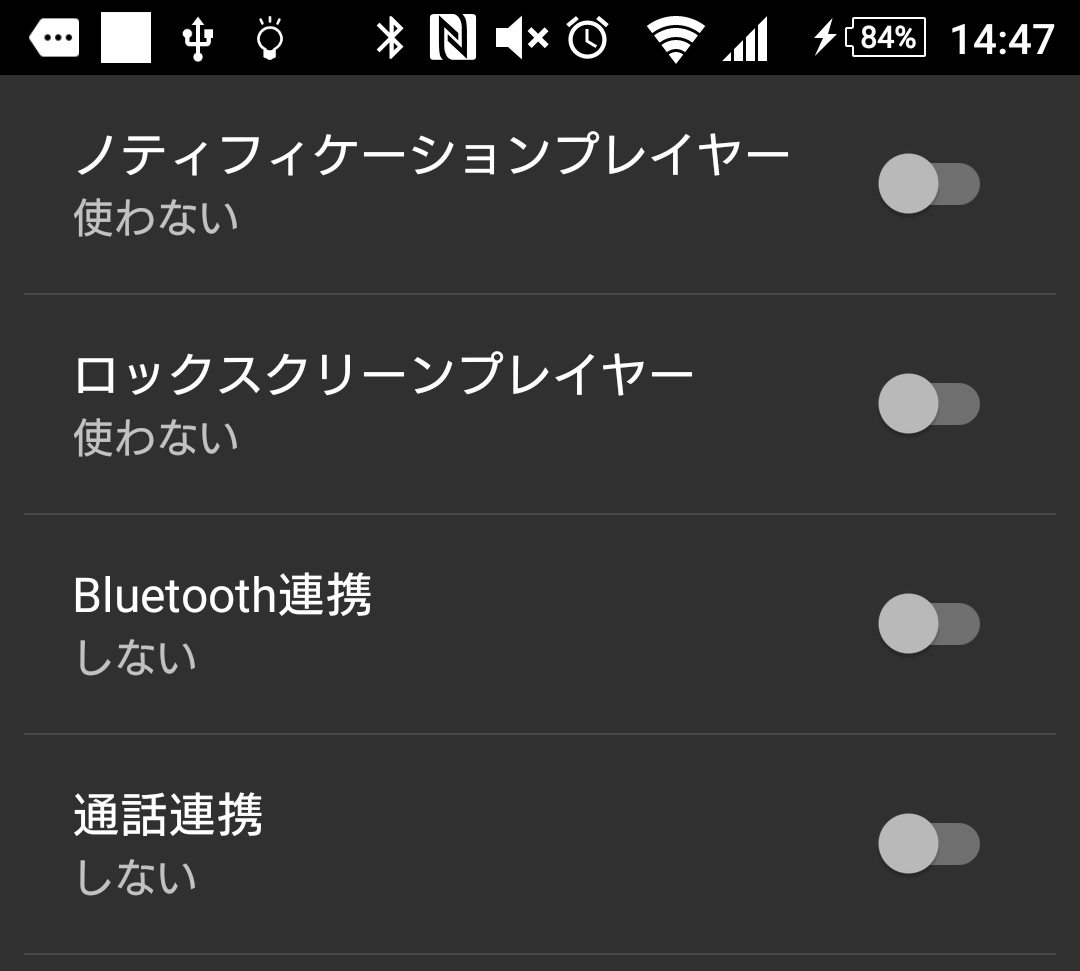 84% 14:47
ノティフィケーションプレイヤー
使わない
ロックスクリーンプレイヤー
使わない
Bluetooth連携
しない
通話連携
しない